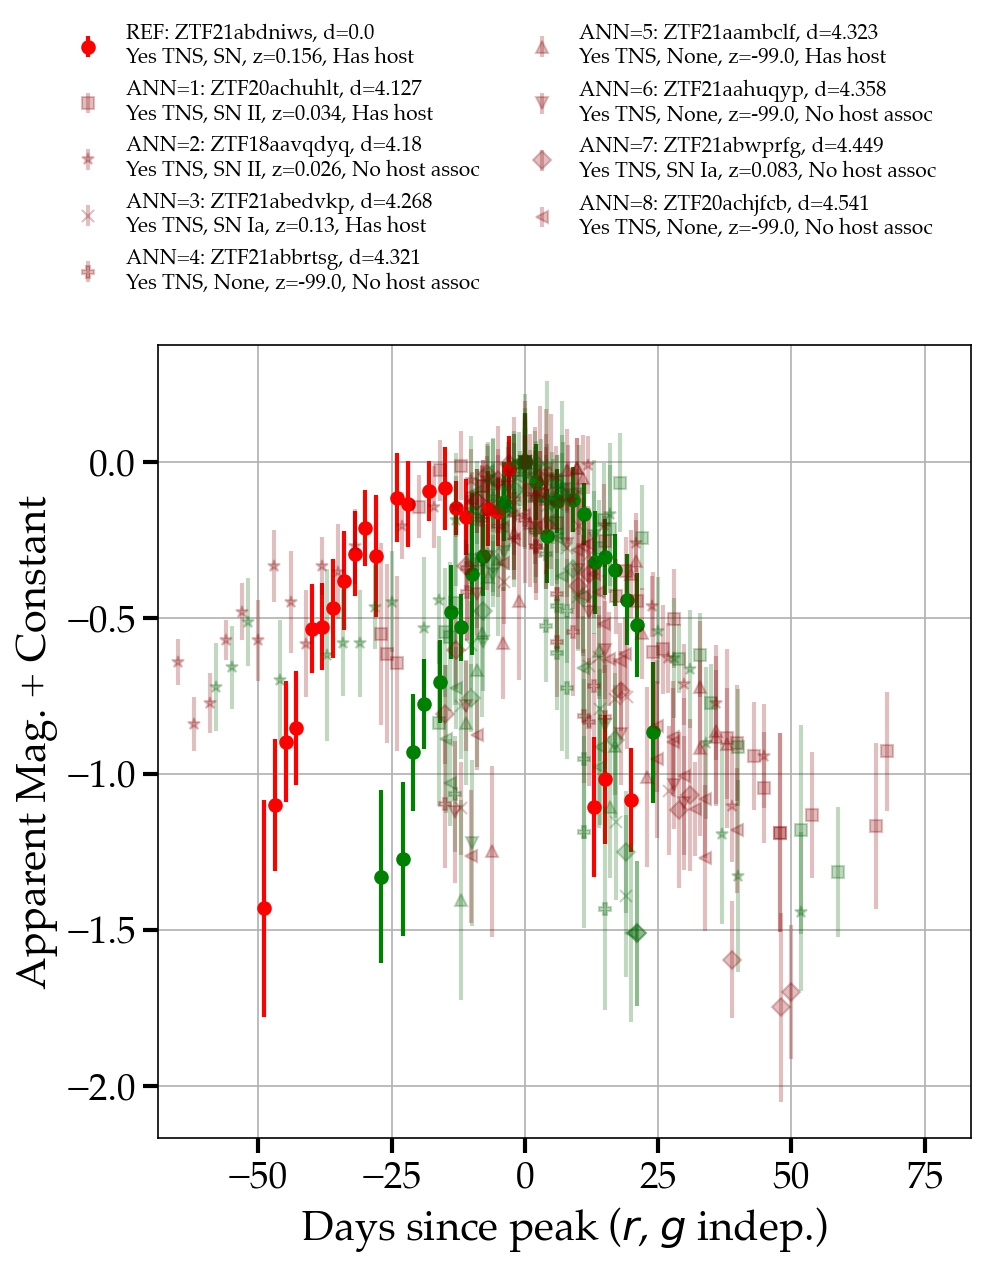 REF: ZTF21abdniws, d=0.0
Yes TNS, SN, z=0.156, Has host
ANN=1: ZTF20achuhlt, d=4.127
Yes TNS, SN II, z=0.034, Has host
ANN=2: ZTF18aavqdyq, d=4.18
Yes TNS, SN II, z=0.026, No host assoc
ANN=3: ZTF21abedvkp, d=4.268
Yes TNS, SN Ia, z=0.13, Has host
ANN=4: ZTF21abbrtsg, d=4.321
Yes TNS, None, z=-99.0, No host assoc
ANN=5: ZTF21aambclf, d=4.323
Yes TNS, None, z=-99.0, Has host
ANN=6: ZTF21aahuqyp, d=4.358
Yes TNS, None, z=-99.0, No host assoc
ANN=7: ZTF21abwprfg, d=4.449
Yes TNS, SN Ia, z=0.083, No host assoc
ANN=8: ZTF20achjfcb, d=4.541
Yes TNS, None, z=-99.0, No host assoc
Apparent Mag. + Constant
0.0
−0.5
−1.0
−1.5
−2.0
−50 −25 0 25 50 75
Days since peak (r, g indep.)